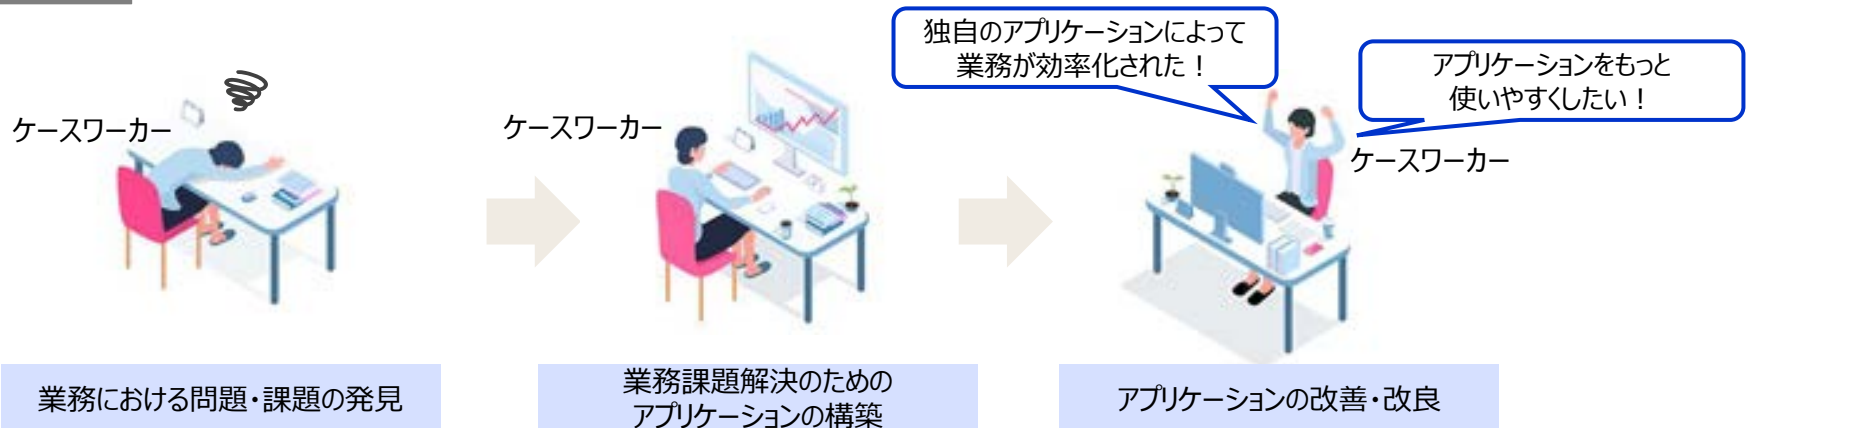 独自のアプリケーションによって
業務が効率化された！
アプリケーションをもっと
使いやすくしたい！
ケースワーカー
ケースワーカー
ケースワーカー
業務における問題・課題の発見
業務課題解決のための
アプリケーションの構築
アプリケーションの改善・改良